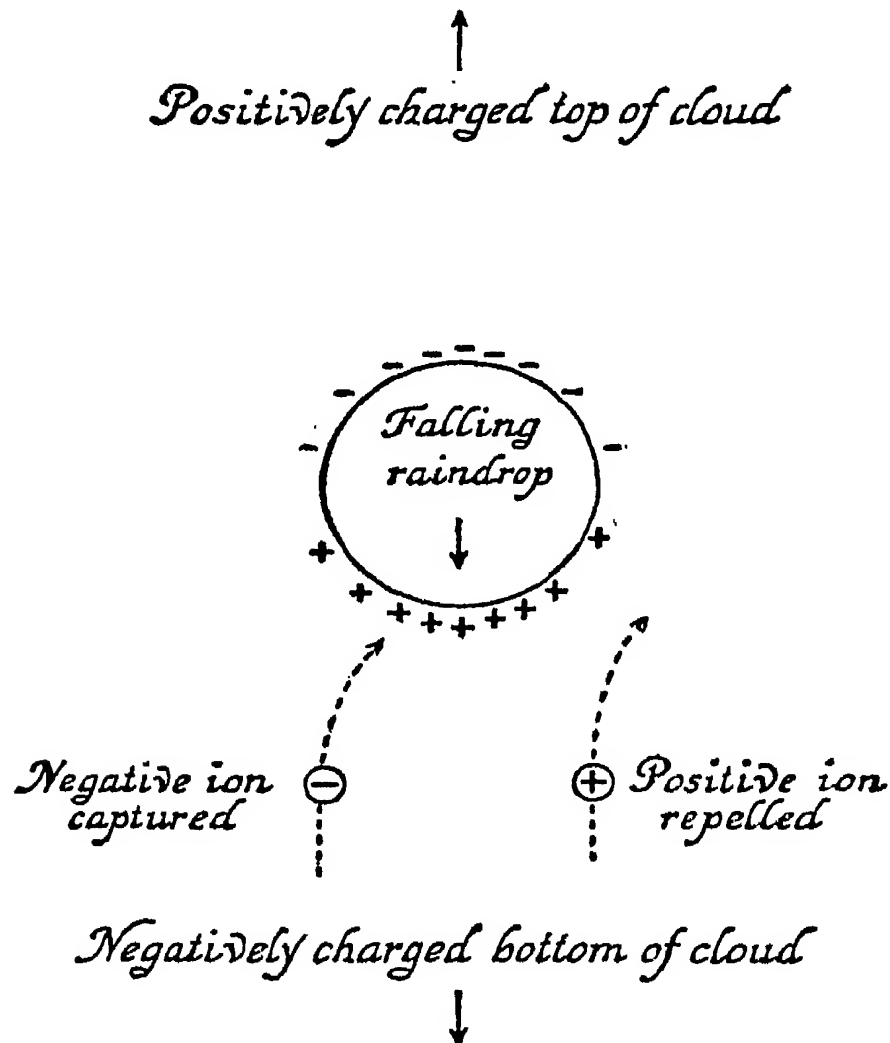 Positively charged top of cloud
Falling
raindrop
Negative ion
captured
Positive ion
repelled
Negatively charged bottom of cloud